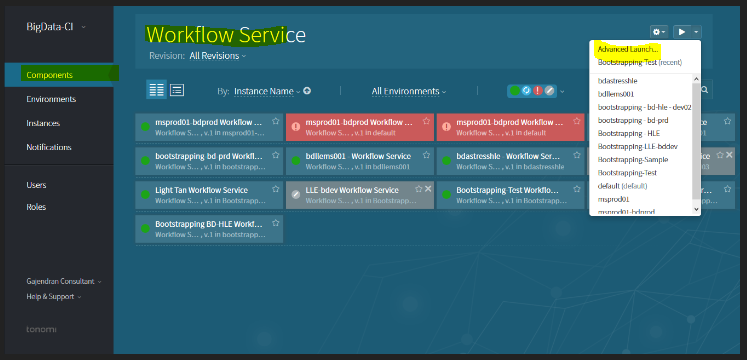 BigData-CI
Components
Environments
Instances
Notifications
Users
Roles
Gajendran Consultant
Help & Support
tonomi
Workflow Service
Revision: All Revisions
By: Instance Name
All Environments
msprod01-bdprod Workflow ...
Workflow S... , v.1 in msprod01-...
msprod01-bdprod Workflow ...
Workflow S... , v.1 in default
msprod01-bdprod Workflow ...
Workflow S... , v.1 in default
Service
bootstrapping-bd prd Workfl...
Workflow S... , v.1 in bootstrapp...
bdllems001 - Workflow Service
Workflow S... , v.1 in bdllems001
bdastresshle - Workflow Ser...
Workflow S... , v.1 in bdastresshle
Service
Light Tan Workflow Service
Workflow S... , v.1 in bootstrapp...
LLE-bdev Workflow Service
Workflow S... , v.1 in Bootstrapp...
Bootstrapping-Test Workflo...
Workflow S... , v.1 in Bootstrapp...
Bootstrapping BD-HLE Workf...
Workflow S... , v.1 in bootstrapp...
Advanced Launch...
Bootstrapping-Test (recent)
bdastresshle
bdllems001
bootstrapping - bd-hle - dev02
bootstrapping - bd-prd
Bootstrapping - HLE
Bootstrapping-LLE-bddev
Bootstrapping-Sample
Bootstrapping-Test
default (default)
msprod01
msprod01-bdprod